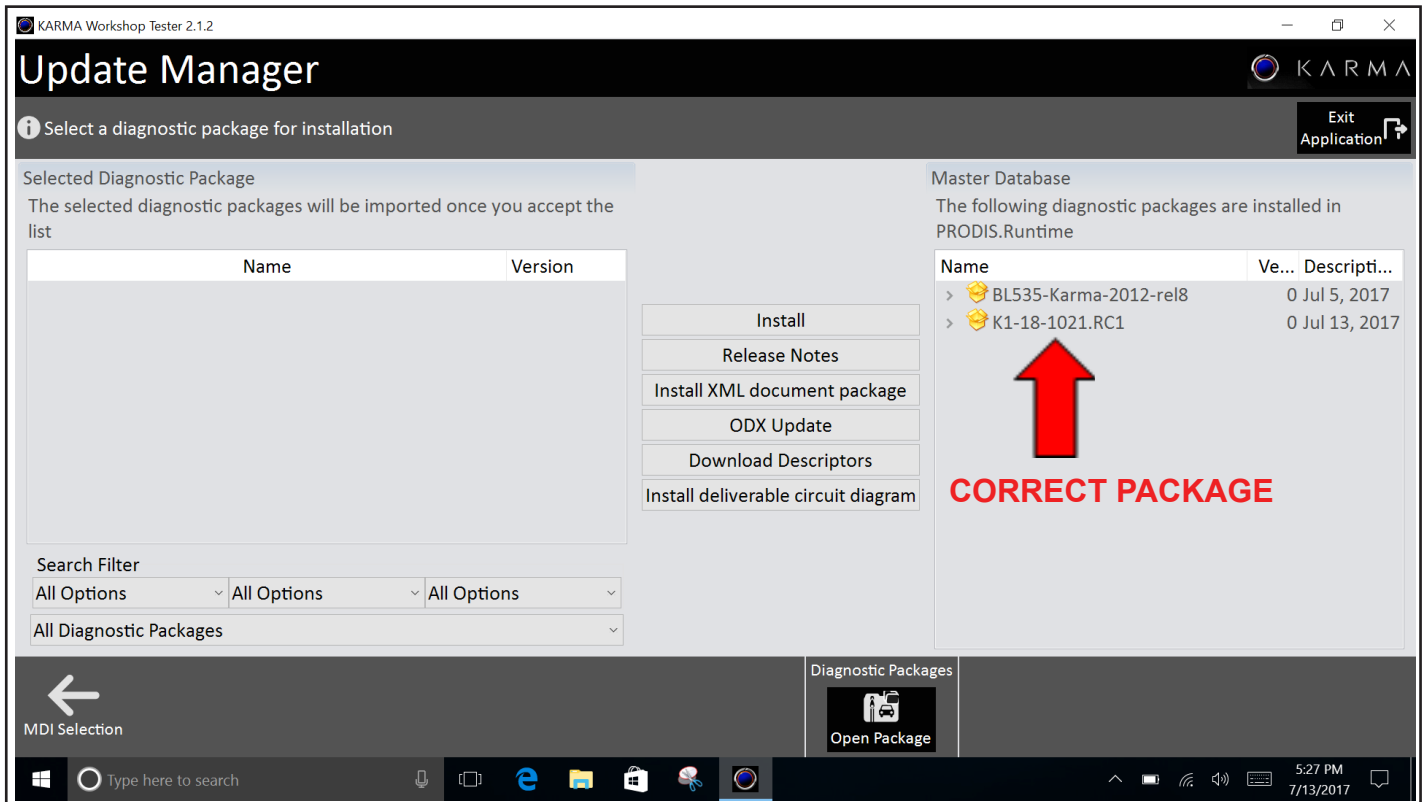 KARMA Workshop Tester 2.1.2
Update Manager
KARMA
Select a diagnostic package for installation
Exit
Application
Selected Diagnostic Package
The selected diagnostic packages will be imported once you accept the
list
Name Version
Search Filter
All Options All Options All Options
All Diagnostic Packages
Install
Release Notes
Install XML document package
ODX Update
Download Descriptors
Install deliverable circuit diagram
Master Database
The following diagnostic packages are installed in
PRODIS.Runtime
Name Ve... Descripti...
BL535-Karma-2012-rel8 0 Jul 5, 2017
K1-18-1021.RC1 0 Jul 13, 2017
CORRECT PACKAGE
MDI Selection
Diagnostic Packages
Open Package
Type here to search
5:27 PM
7/13/2017